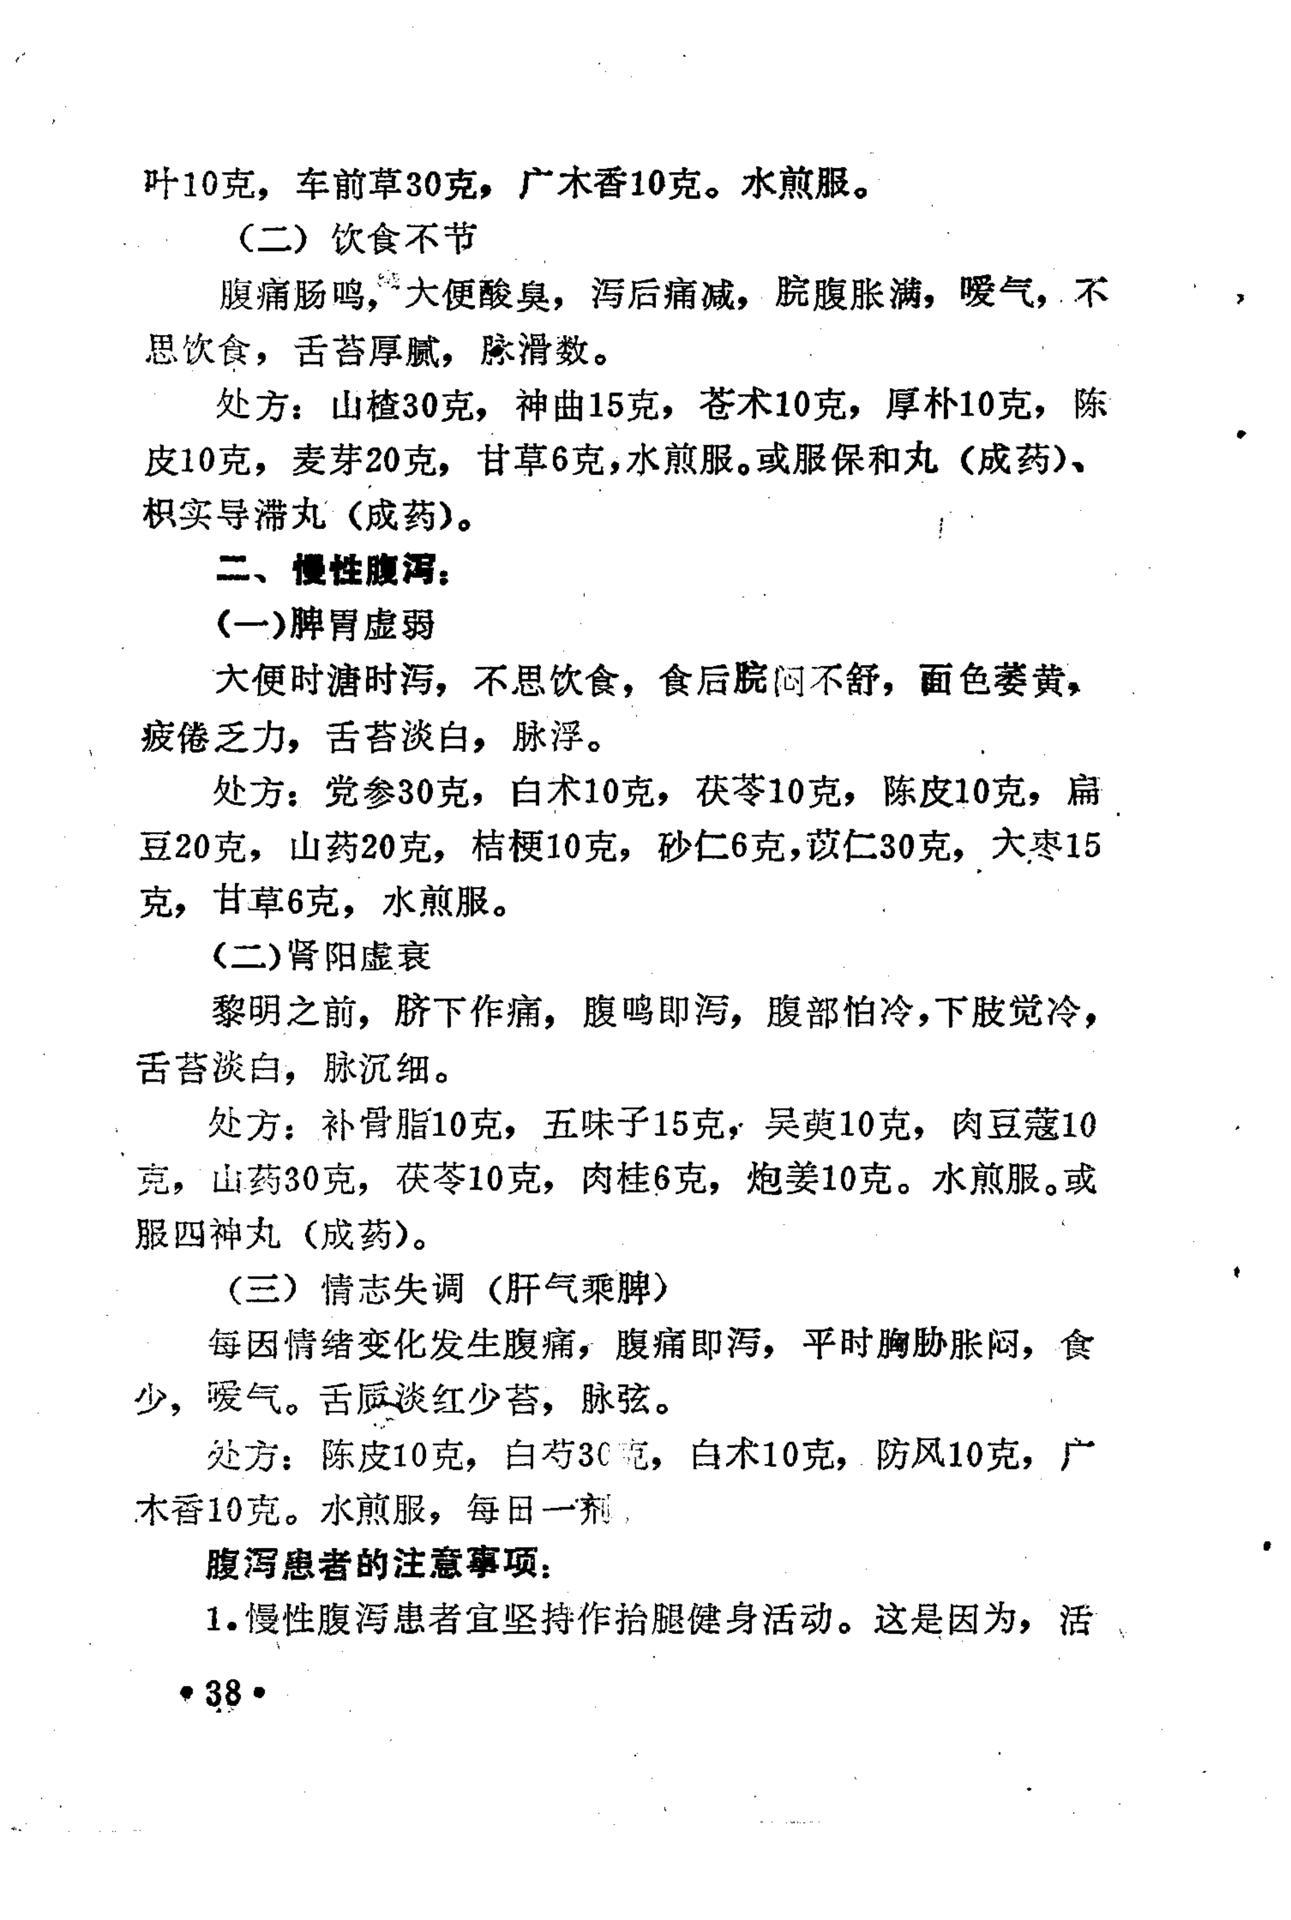 叶10克，车前草30克，广木香10克。水煎服。
（二）饮食不节
腹痛肠鸣，大便酸臭，泻后痛减，脘腹胀满，嗳气，不
思饮食，舌苔厚腻，脉滑数。
处方：山楂30克，神曲15克，苍术10克，厚朴10克，陈
皮10克，麦芽20克，甘草6克，水煎服。或服保和丸（成药）、
枳实导滞丸（成药）。
二、慢性腹泻：
（一）脾胃虚弱
大便时溏时泻，不思饮食，食后脘闷不舒，面色萎黄，
疲倦乏力，舌苔淡白，脉浮。
处方：党参30克，白术10克，茯苓10克，陈皮10克，扁
豆20克，山药20克，桔梗10克，砂仁6克，苡仁30克，大枣15
克，甘草6克，水煎服。
（二）肾阳虚衰
黎明之前，脐下作痛，腹鸣即泻，腹部怕冷，下肢觉冷，
舌苔淡白，脉沉细。
处方：补骨脂10克，五味子15克，吴萸10克，肉豆蔻10
克，山药30克，茯苓10克，肉桂6克，炮姜10克。水煎服。或
服四神丸（成药）。
（三）情志失调（肝气乘脾）
每因情绪变化发生腹痛，腹痛即泻，平时胸胁胀闷，食
少，嗳气。舌质淡红少苔，脉弦。
处方：陈皮10克，白芍30克，白术10克，防风10克，广
木香10克。水煎服，每日一剂
腹泻患者的注意事项：
1.慢性腹泻患者宜坚持作抬腿健身活动。这是因为，活
•38•